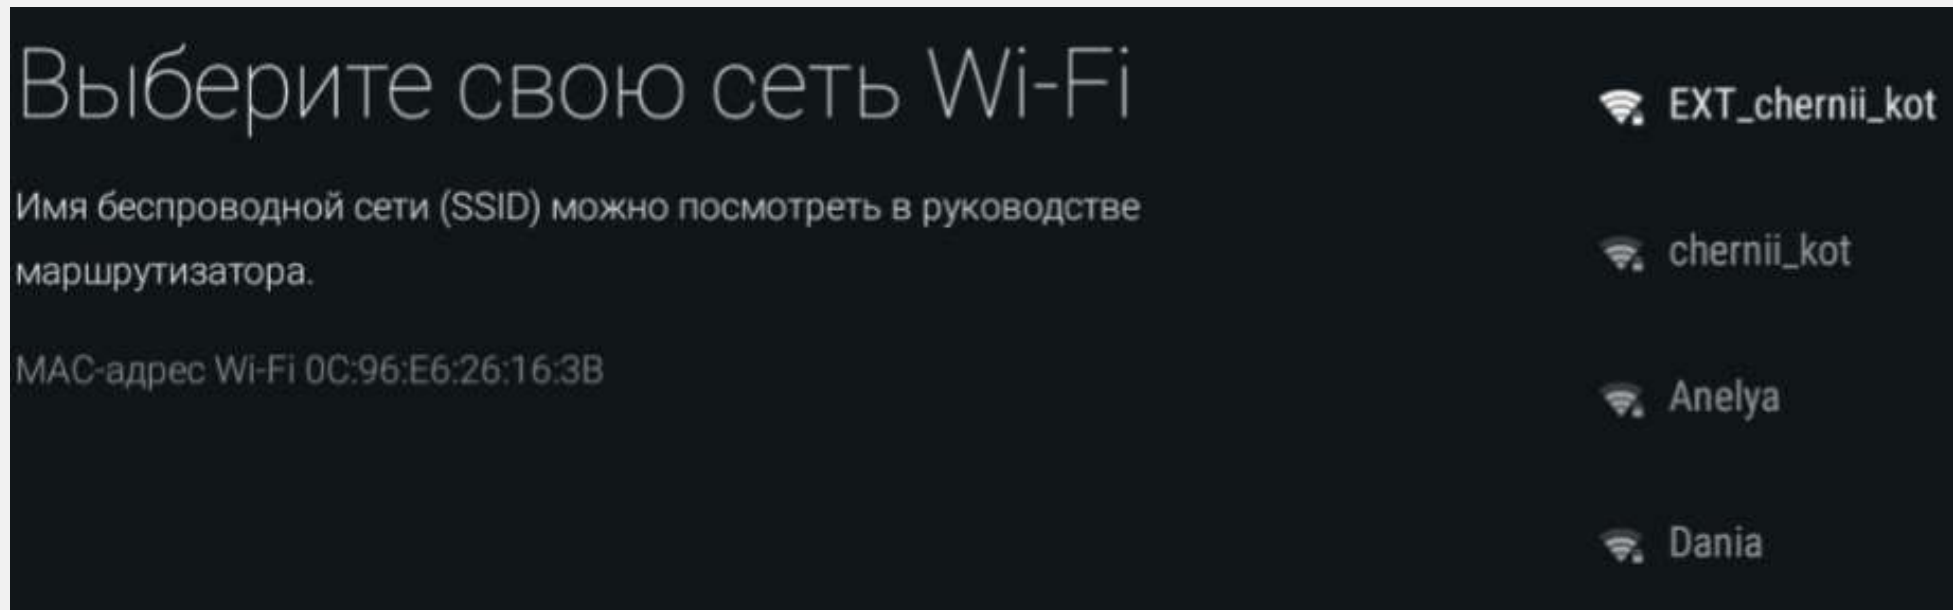 Выберите свою сеть Wi-Fi
Имя беспроводной сети (SSID) можно посмотреть в руководстве
маршрутизатора.
MAC-адрес Wi-Fi 0C:96:E6:26:16:3B
EXT_chernii_kot
chernii_kot
Anelya
Dania